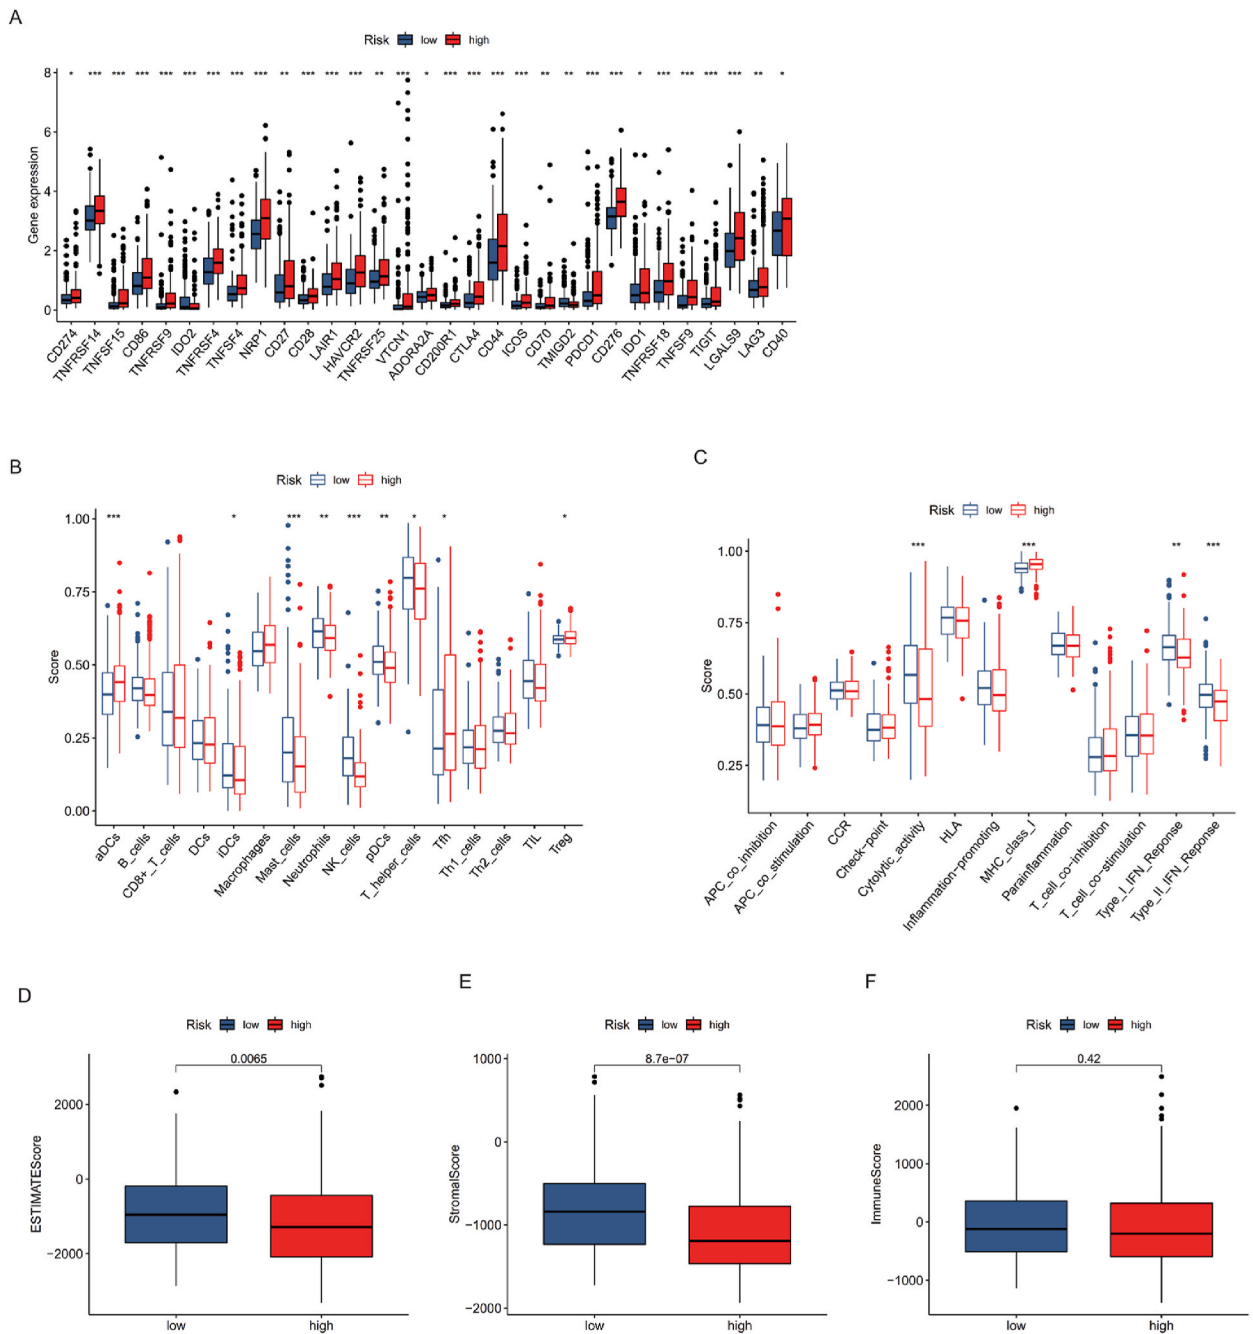 A
Risk low high
* *** *** *** *** *** *** *** *** ** *** *** *** ** *** * *** *** *** *** ** ** *** *** * *** *** *** *** ** *
Gene expression
8
6
4
2
0
CD274
TNFRSF14
TNFSF15
CD86
TNFRSF9
IDO2
TNFRSF4
TNFSF4
NRP1
CD27
CD28
LAIR1
HAVCR2
TNFRSF25
VTCN1
ADORA2A
CD200R1
CTLA4
CD44
ICOS
CD70
TMIGD2
PDCD1
CD276
IDO1
TNFRSF18
TNFSF9
TIGIT
LGALS9
LAG3
CD40
B
Risk low high
*** * *** ** *** ** * * *
Score
1.00
0.75
0.50
0.25
0.00
aDCs
B_cells
CD8+_T_cells
DCs
iDCs
Macrophages
Mast_cells
Neutrophils
NK_cells
pDCs
T_helper_cells
Tfh
Th1_cells
Th2_cells
TIL
Treg
C
Risk low high
*** *** ** ***
Score
1.00
0.75
0.50
0.25
APC_co_inhibition
APC_co_stimulation
CCR
Check-point
Cytolytic_activity
HLA
Inflammation-promoting
MHC_class_I
Parainflammation
T_cell_co-inhibition
T_cell_co-stimulation
Type_I_IFN_Reponse
Type_II_IFN_Reponse
D
Risk low high
0.0065
ESTIMATEScore
2000
0
−2000
low high
E
Risk low high
8.7e−07
StromalScore
1000
0
−1000
−2000
low high
F
Risk low high
0.42
ImmuneScore
2000
1000
0
−1000
low high